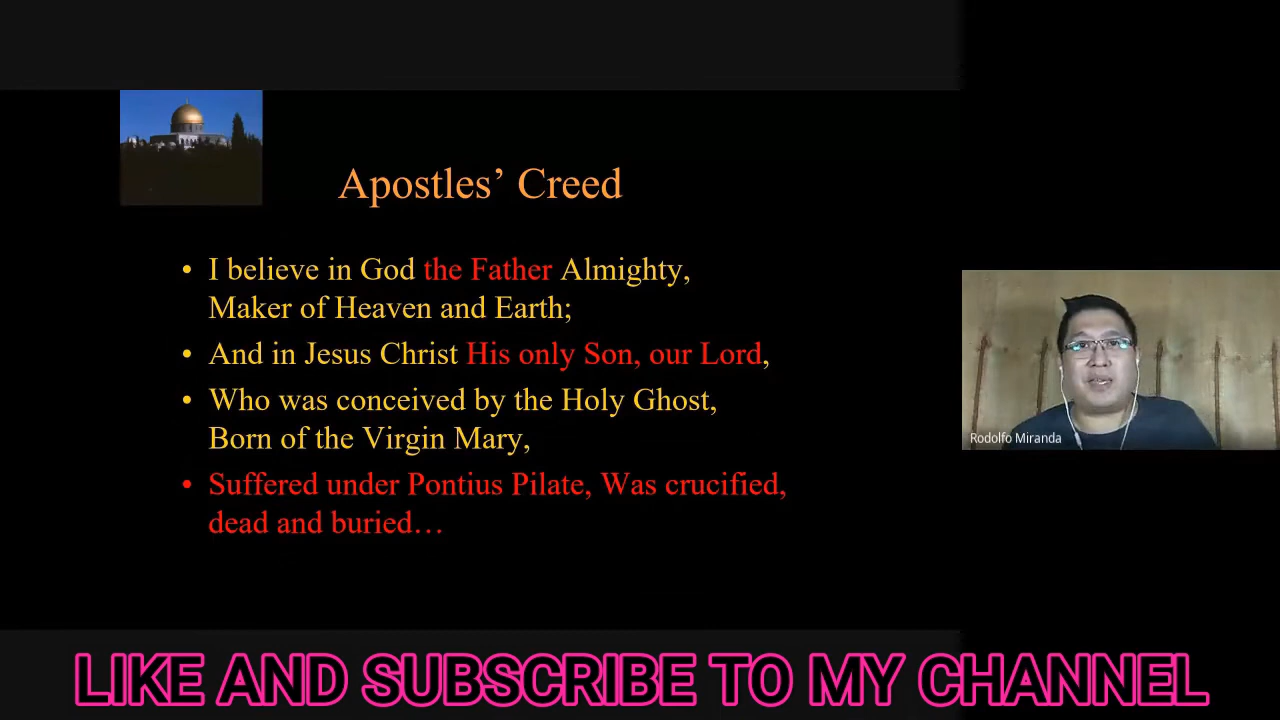 Apostles’ Creed
• I believe in God the Father Almighty,
Maker of Heaven and Earth;
• And in Jesus Christ His only Son, our Lord,
• Who was conceived by the Holy Ghost,
Born of the Virgin Mary,
• Suffered under Pontius Pilate, Was crucified,
dead and buried…
Rodolfo Miranda
LIKE AND SUBSCRIBE TO MY CHANNEL